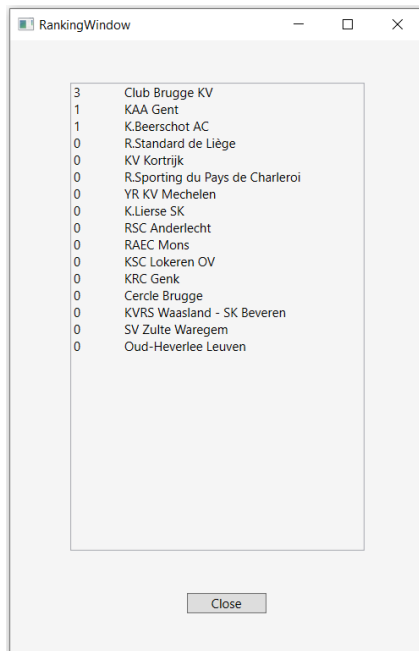 RankingWindow
3 Club Brugge KV
1 KAA Gent
1 K.Beerschot AC
0 R.Standard de Liège
0 KV Kortrijk
0 R.Sporting du Pays de Charleroi
0 YR KV Mechelen
0 K.Lierse SK
0 RSC Anderlecht
0 RAEC Mons
0 KSC Lokeren OV
0 KRC Genk
0 Cercle Brugge
0 KVRS Waasland - SK Beveren
0 SV Zulte Waregem
0 Oud-Heverlee Leuven
Close